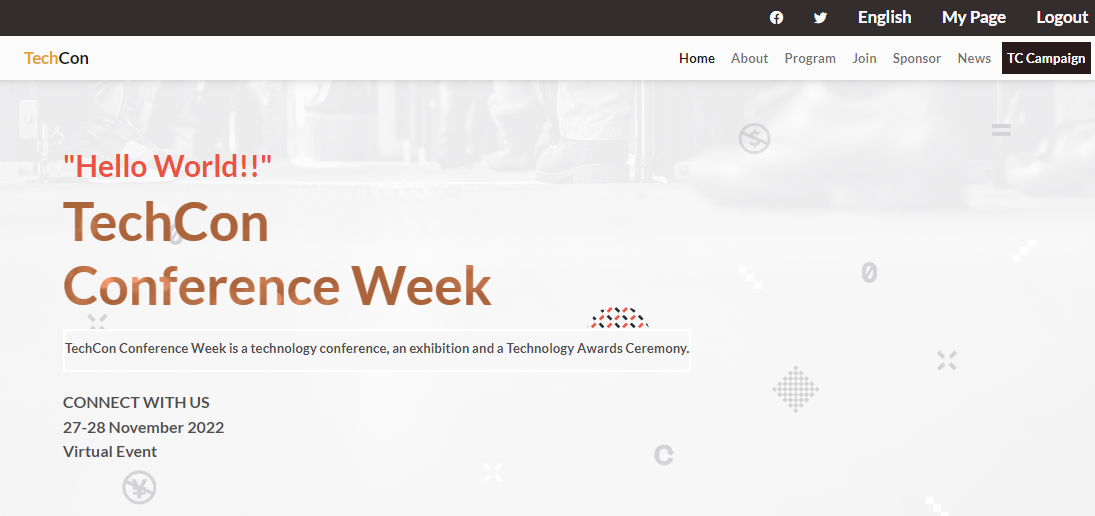 English My Page Logout
TechCon
Home About Program Join Sponsor News TC Campaign
"Hello World!!"
TechCon
Conference Week
TechCon Conference Week is a technology conference, an exhibition and a Technology Awards Ceremony.
CONNECT WITH US
27-28 November 2022
Virtual Event